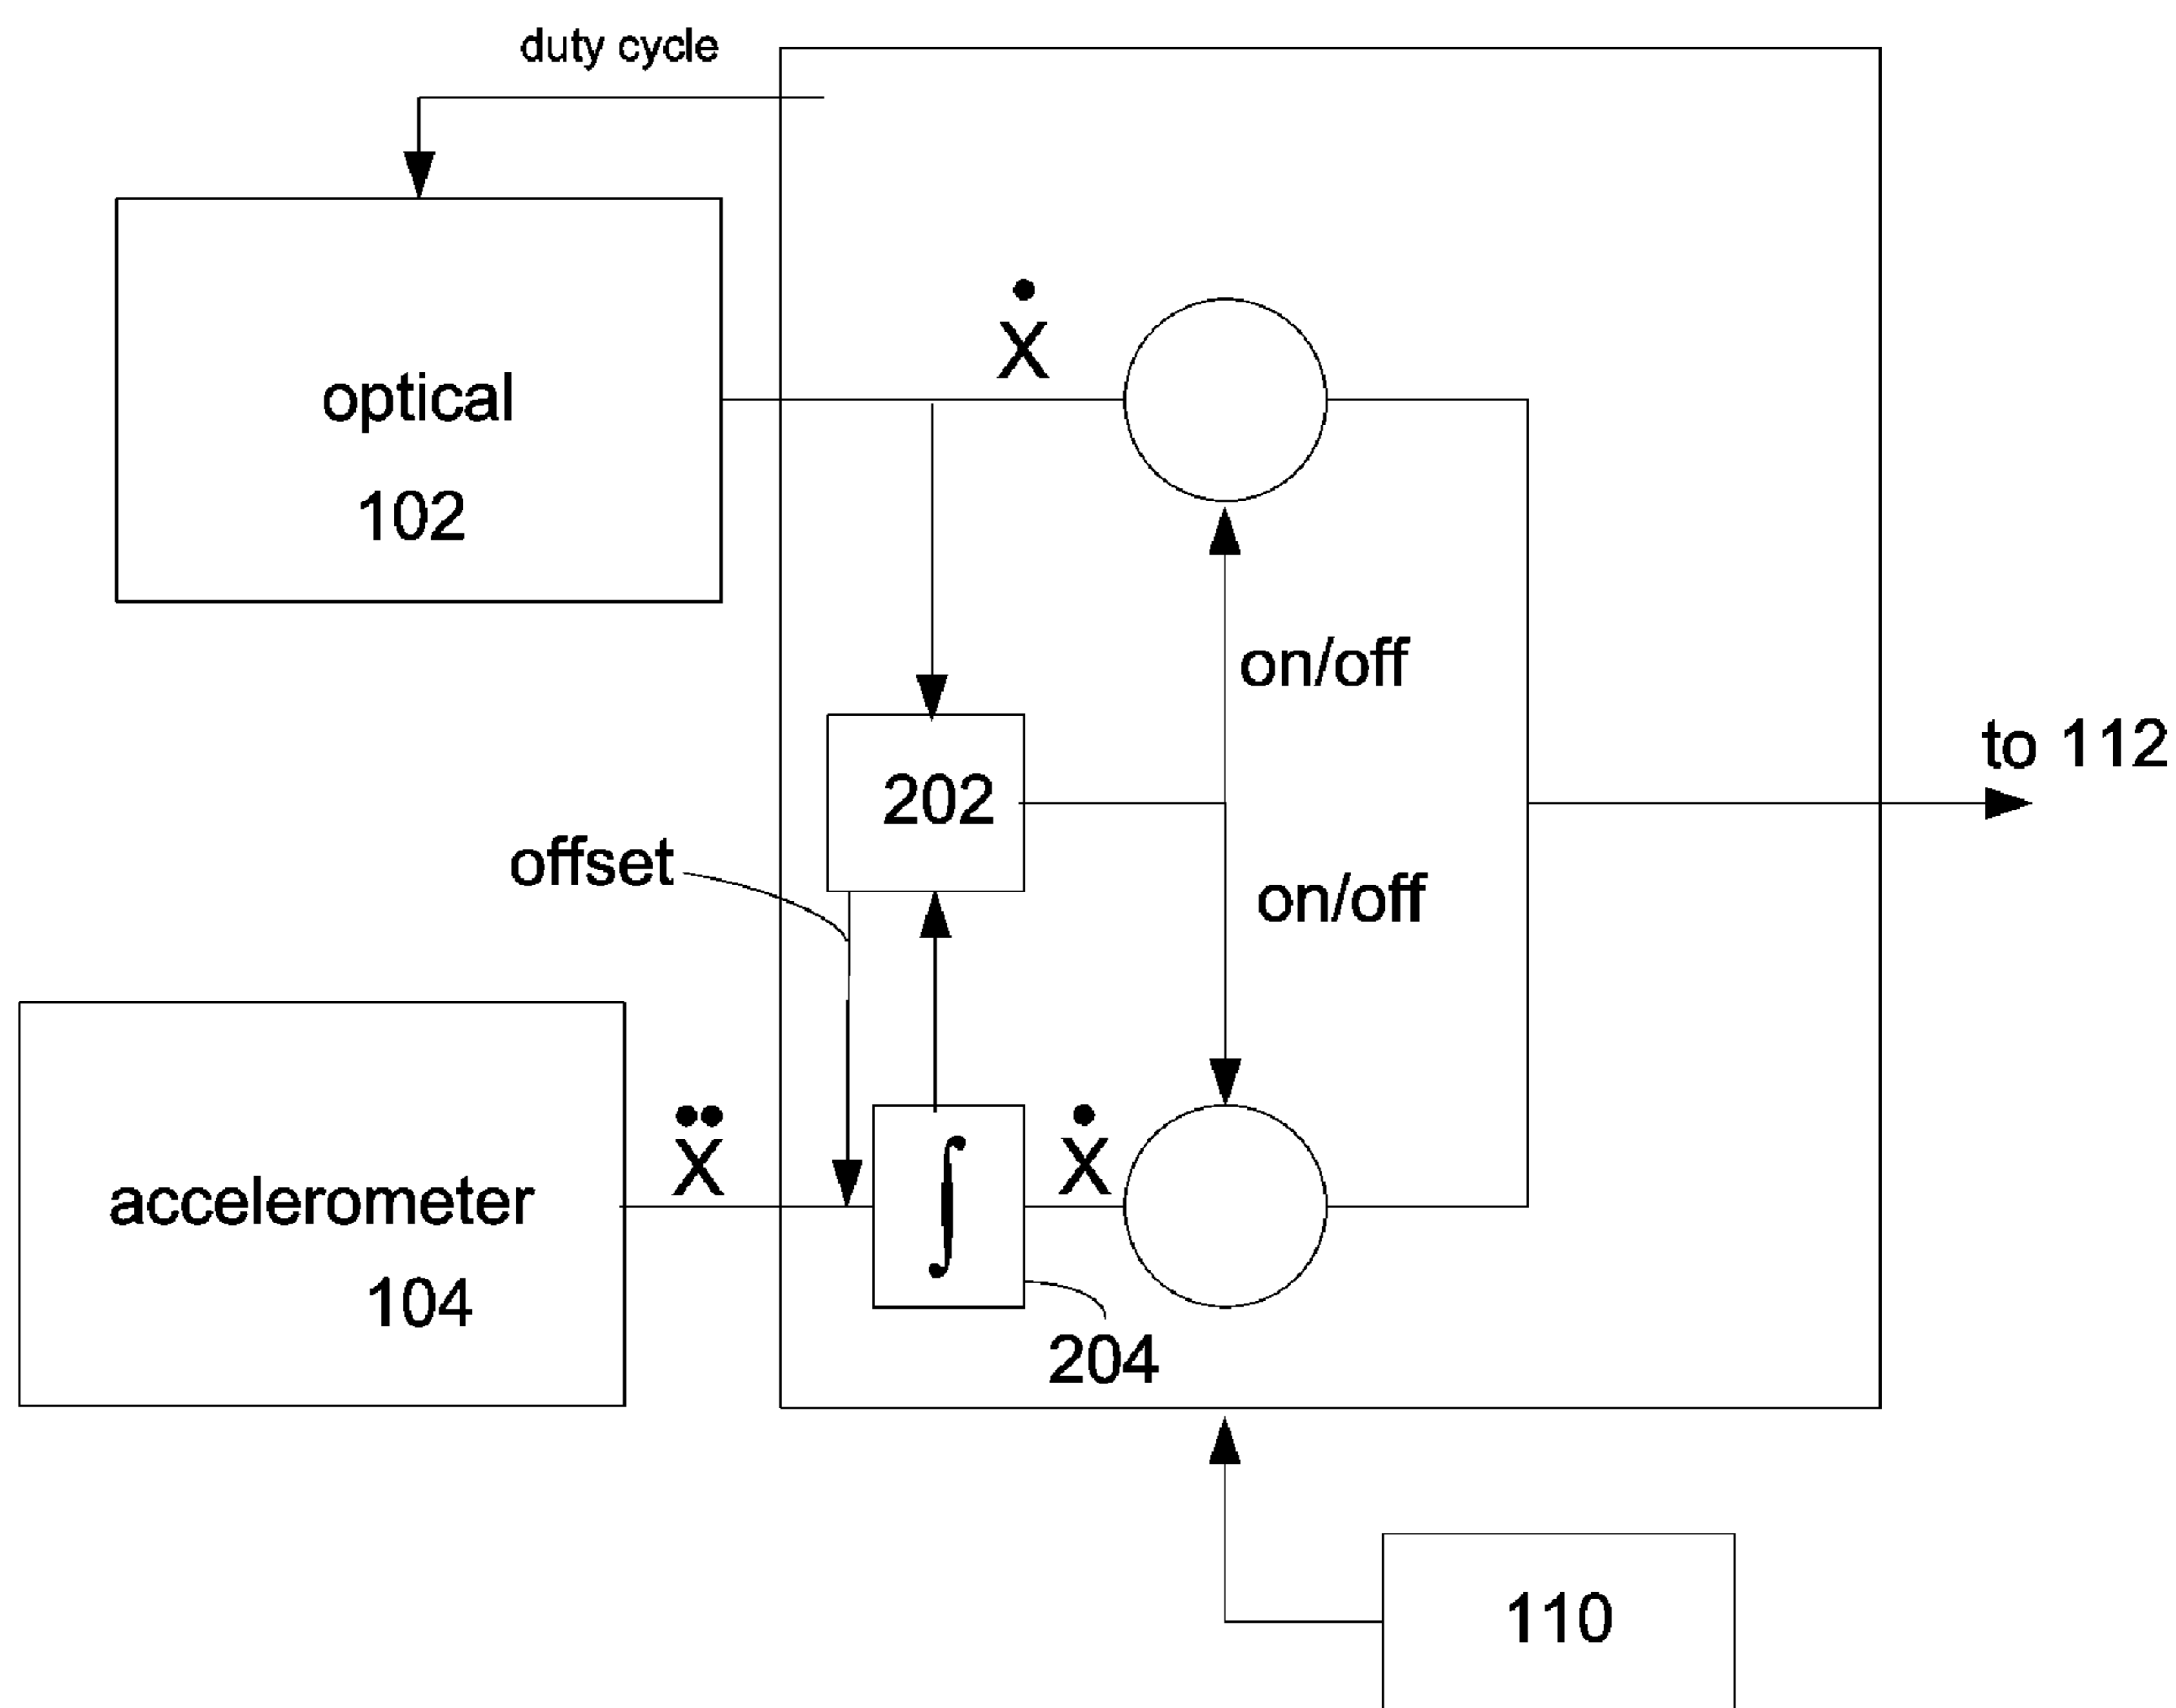 duty cycle
ẋ
optical
102
on/off
to 112
202
offset
on/off
ẍ
ẋ
accelerometer
∫
104
204
110